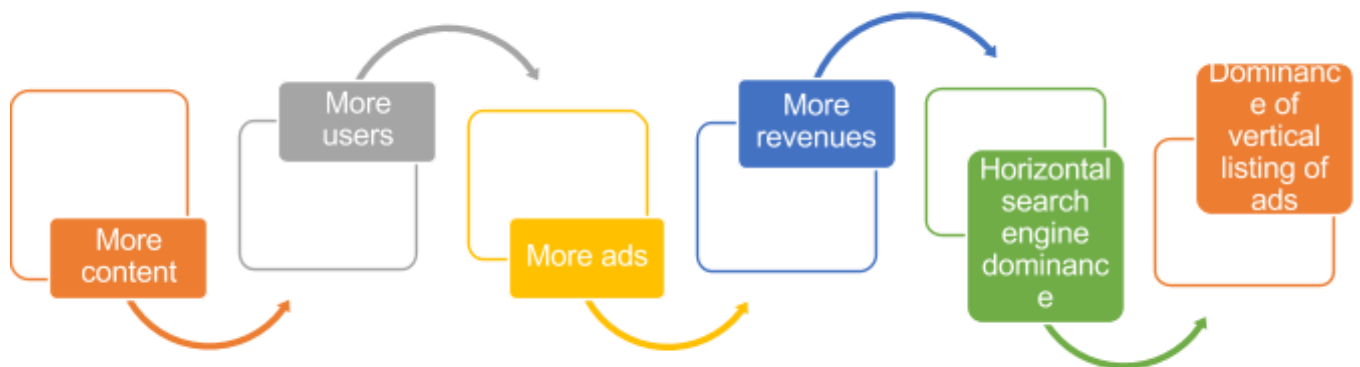 More
content
More
users
More ads
More
revenues
Horizontal
search
engine
dominanc
e
Dominanc
e of
vertical
listing of
ads